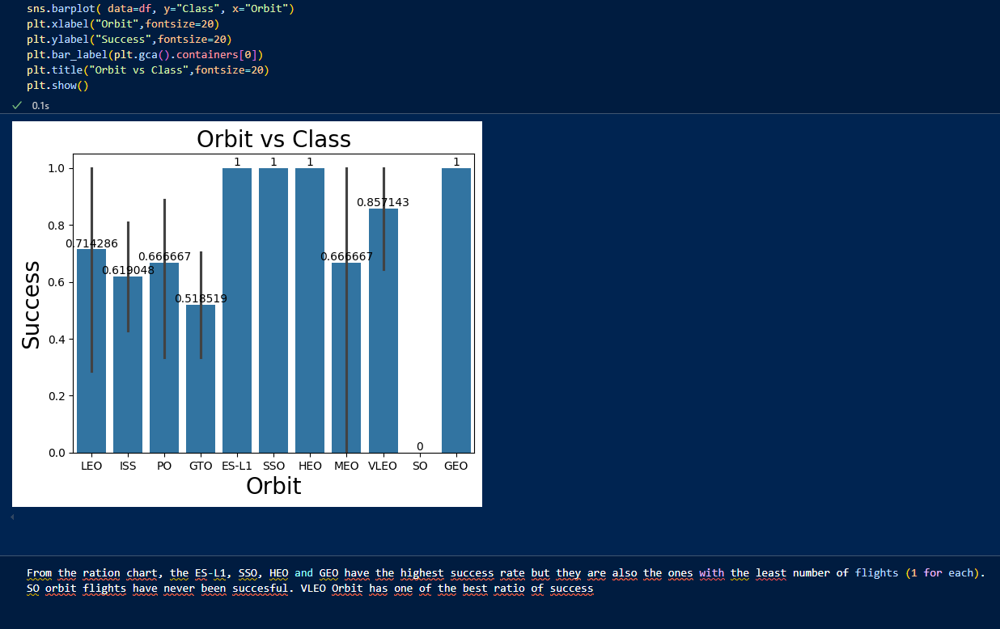 sns.barplot( data=df, y="Class", x="Orbit")
plt.xlabel("Orbit",fontsize=20)
plt.ylabel("Success",fontsize=20)
plt.bar_label(plt.gca().containers[0])
plt.title("Orbit vs Class",fontsize=20)
plt.show()
0.1s
Orbit vs Class
1 1 1 1
1.0
0.857143
0.8
0.714286
0.666667 0.666667
0.619048
0.6
0.518519
Success
0.4
0.2
0
0.0
LEO ISS PO GTO ES-L1 SSO HEO MEO VLEO SO GEO
Orbit
From the ration chart, the ES-L1, SSO, HEO and GEO have the highest success rate but they are also the ones with the least number of flights (1 for each).
SO orbit flights have never been succesful. VLEO Orbit has one of the best ratio of success